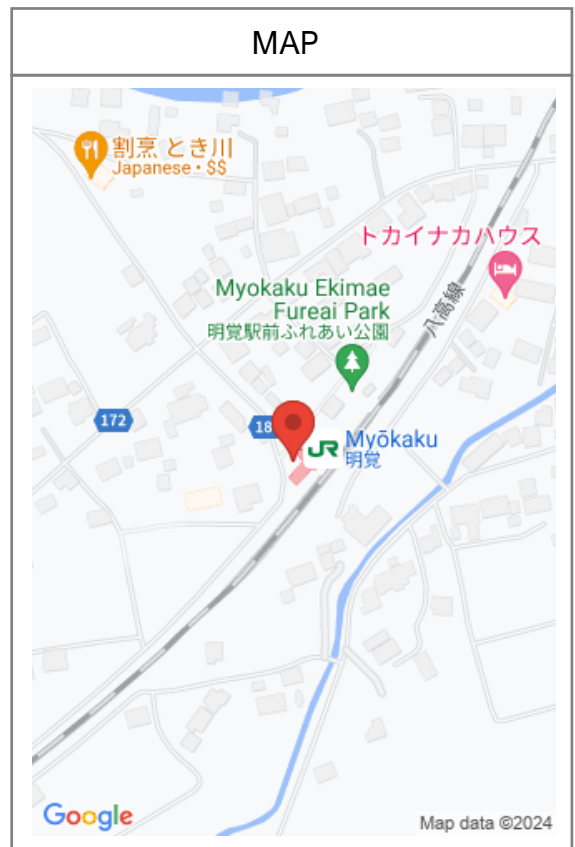 MAP
割烹 とき川
Japanese • $$
トカイナカハウス
Myokaku Ekimae
Fureai Park
明覚駅前ふれあい公園
八高線
172
18
JR
Myōkaku
明覚
Google
Map data ©2024